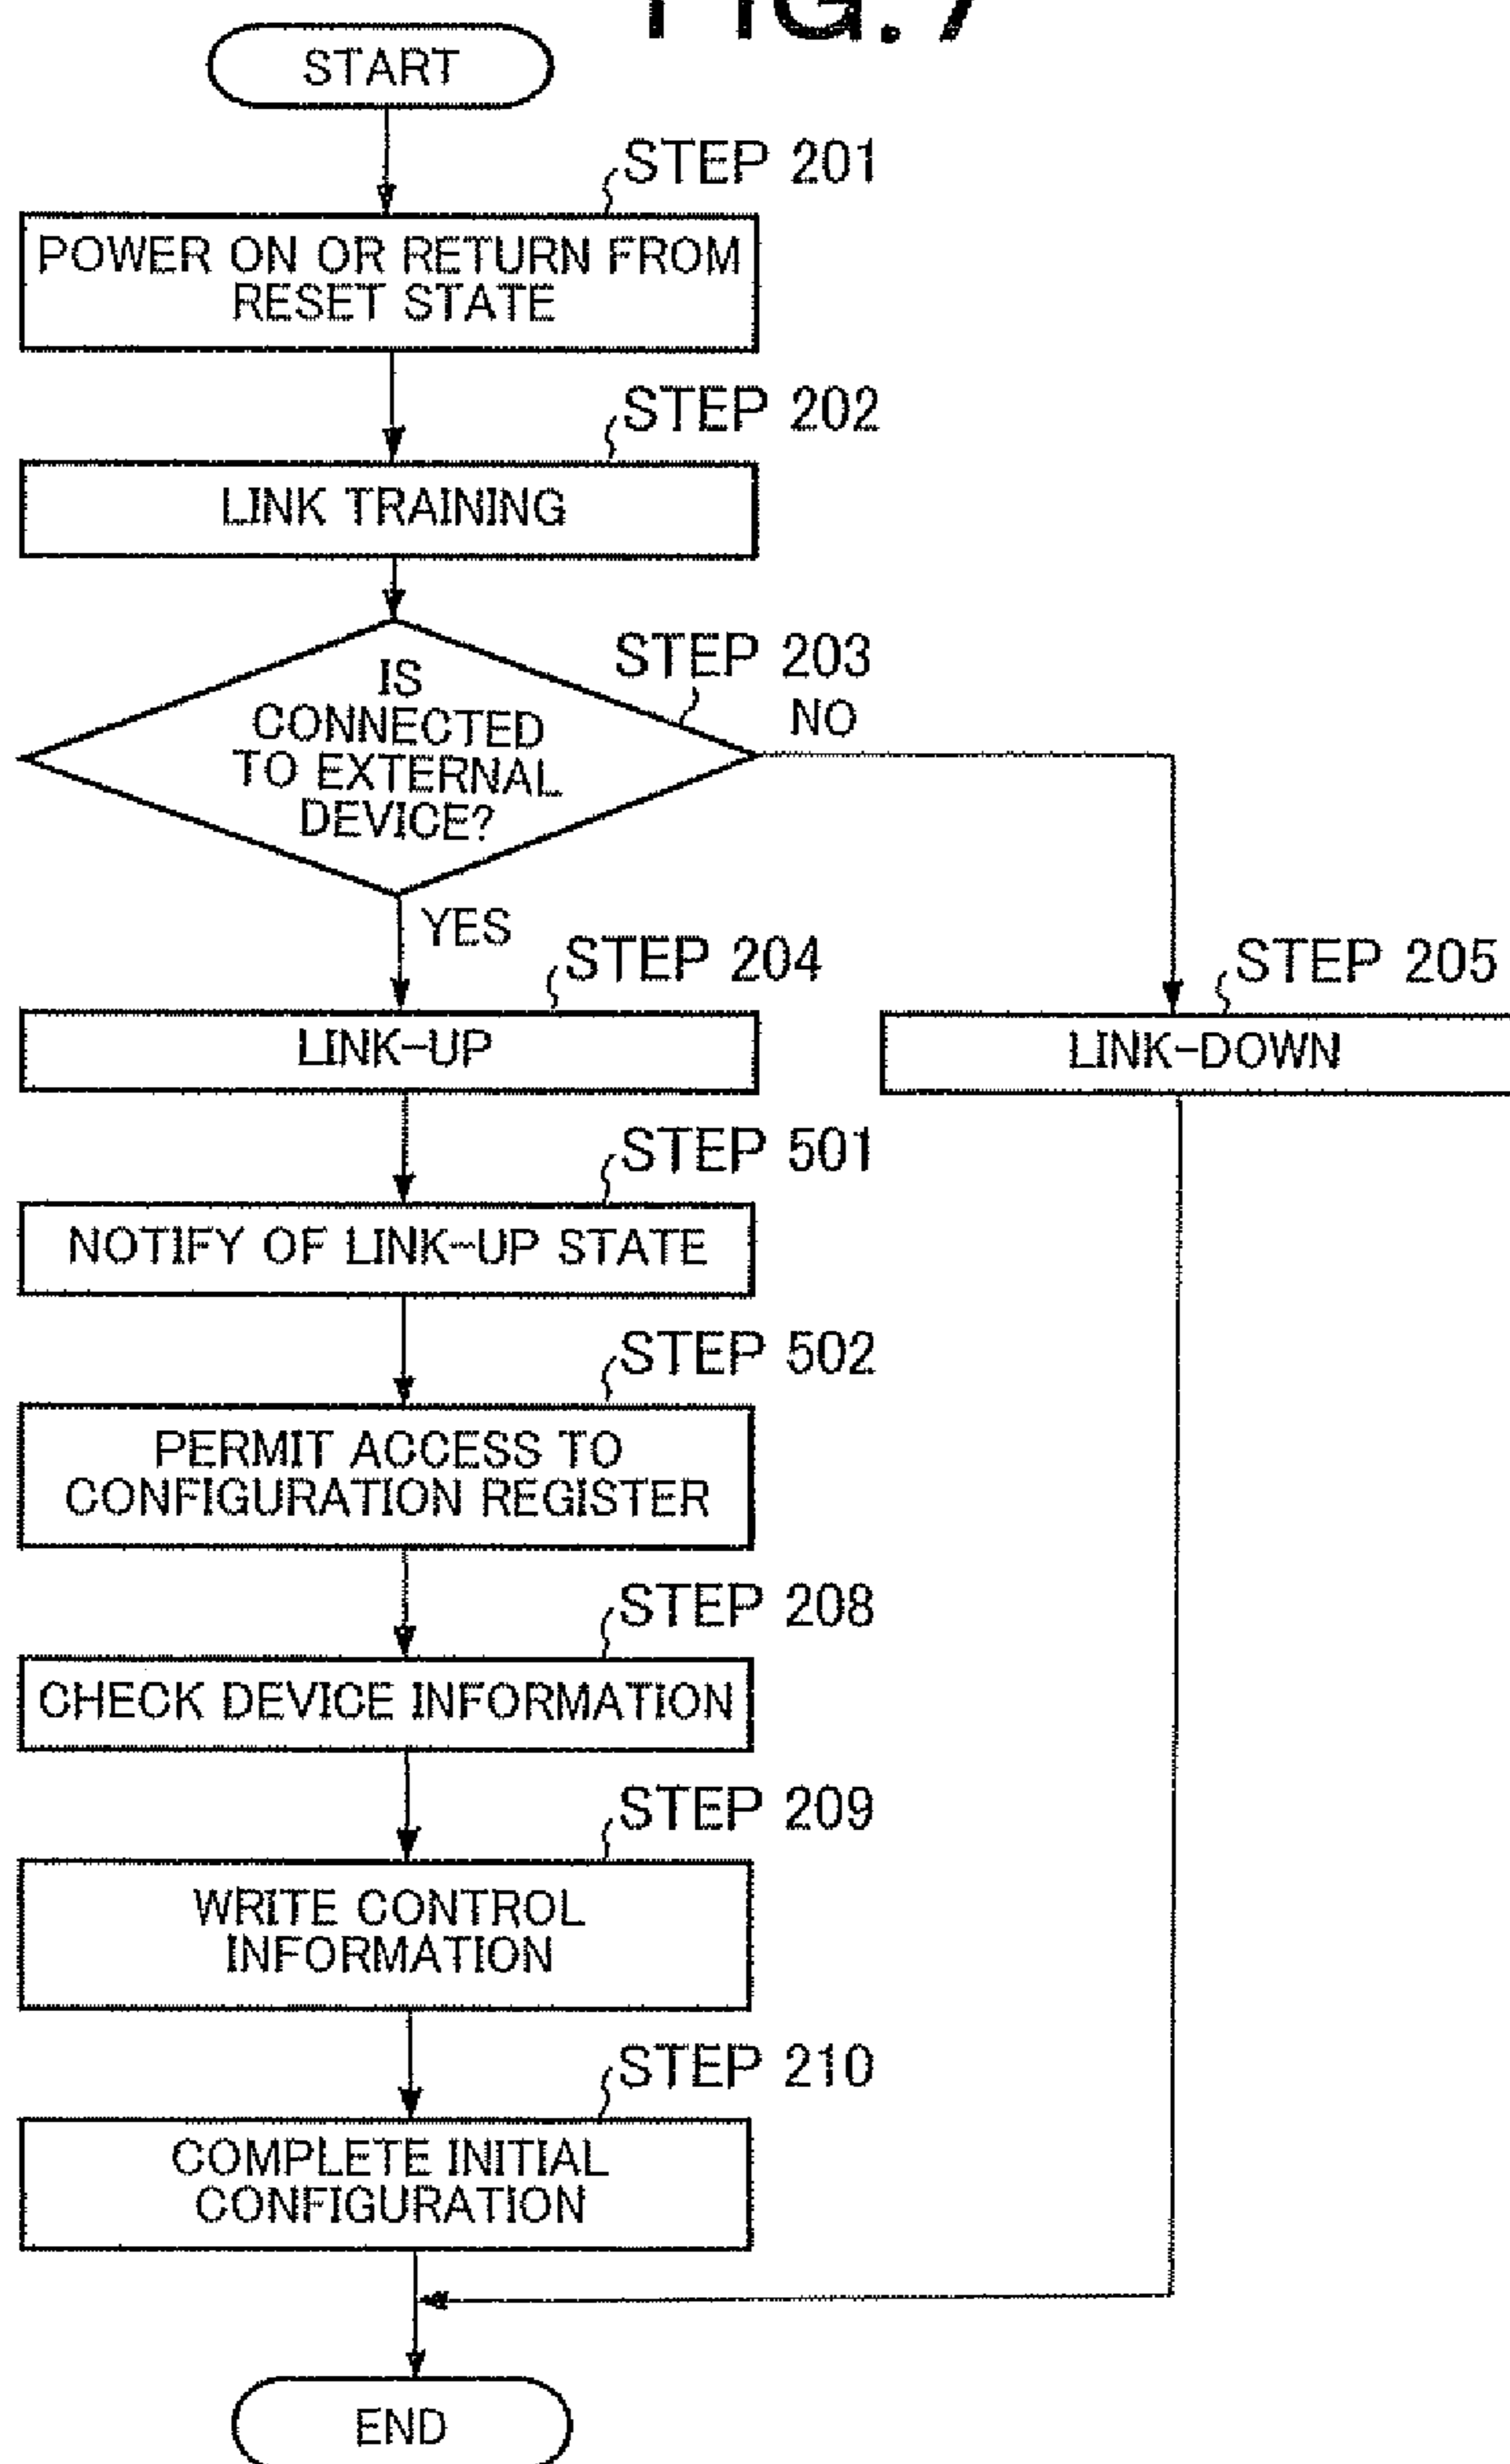 FIG. 7
START
STEP 201
POWER ON OR RETURN FROM
RESET STATE
STEP 202
LINK TRAINING
STEP 203
IS
CONNECTED
TO EXTERNAL
DEVICE?
NO
YES
STEP 204
LINK-UP
STEP 205
LINK-DOWN
STEP 501
NOTIFY OF LINK-UP STATE
STEP 502
PERMIT ACCESS TO
CONFIGURATION REGISTER
STEP 208
CHECK DEVICE INFORMATION
STEP 209
WRITE CONTROL
INFORMATION
STEP 210
COMPLETE INITIAL
CONFIGURATION
END